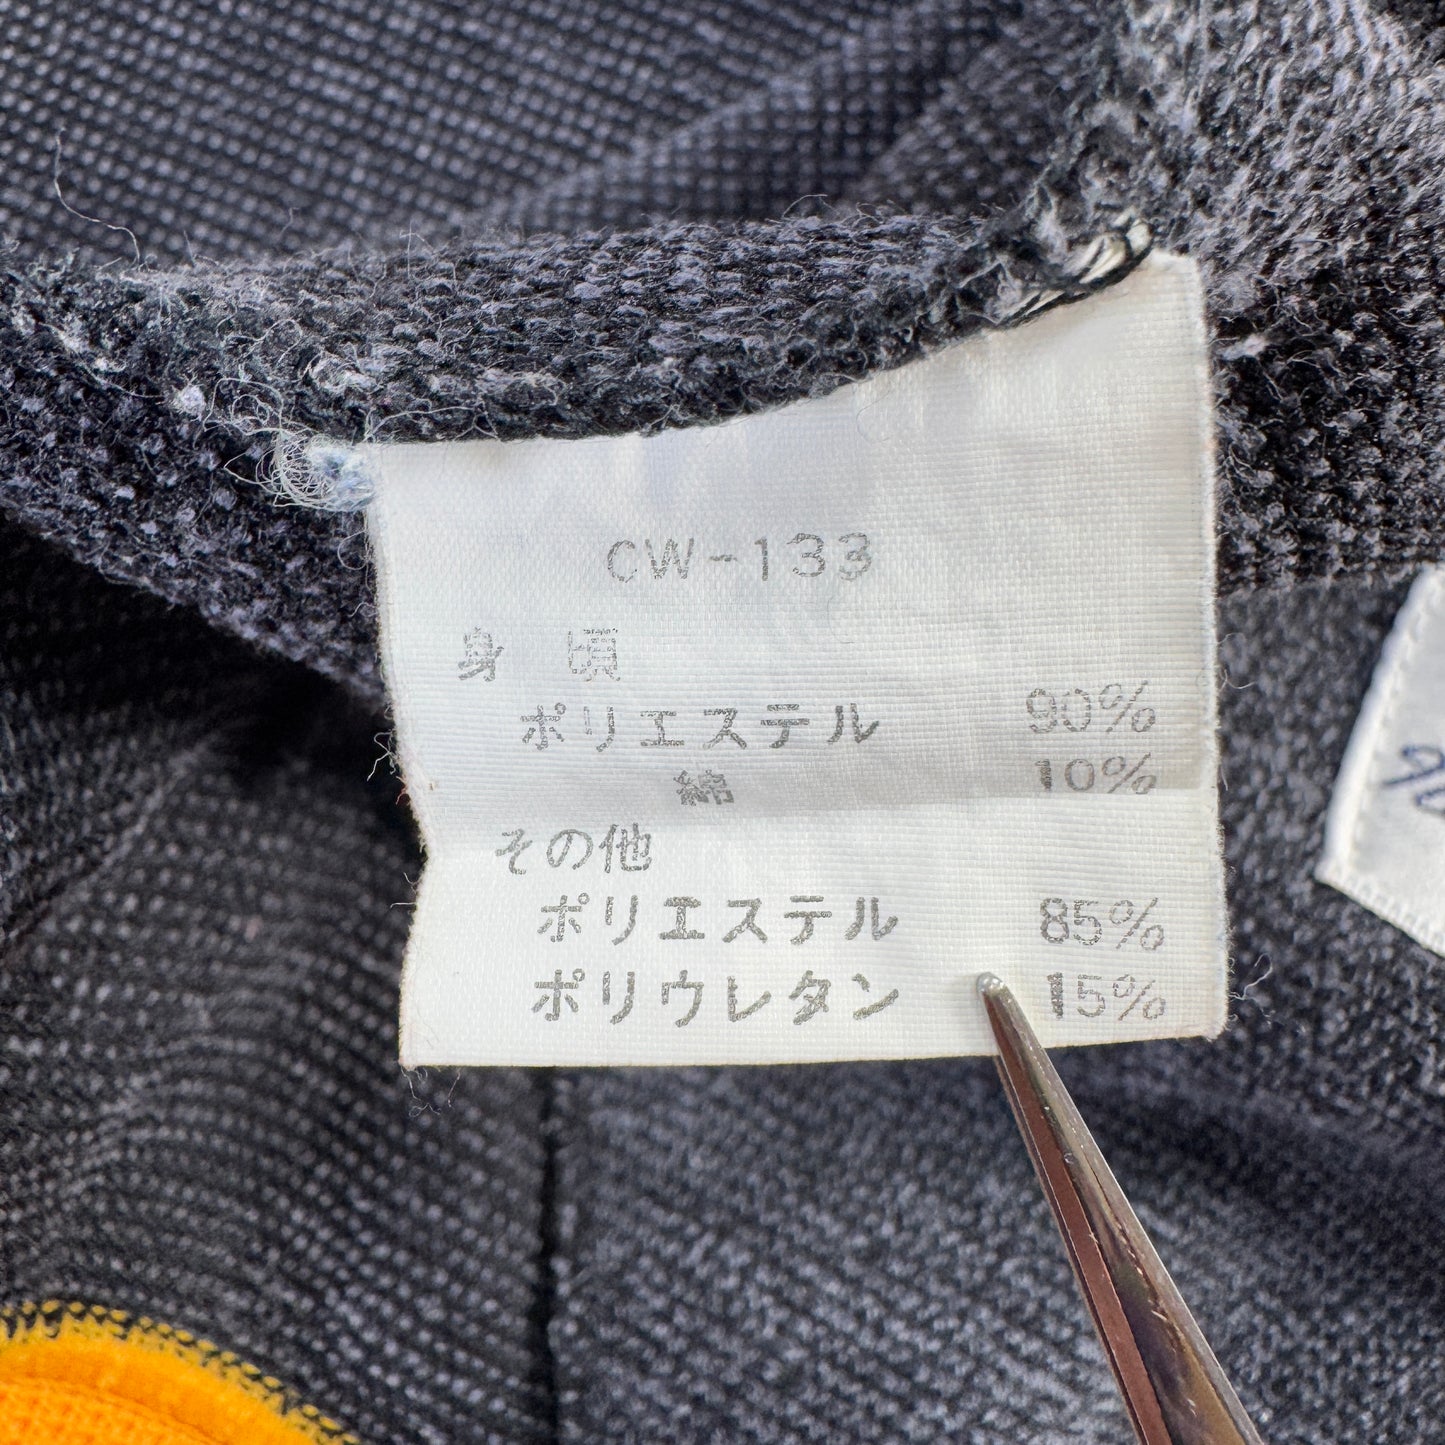 CW-133
身 頃
ポリエステル 90%
綿 10%
その他
ポリエステル 85%
ポリウレタン 15%
%